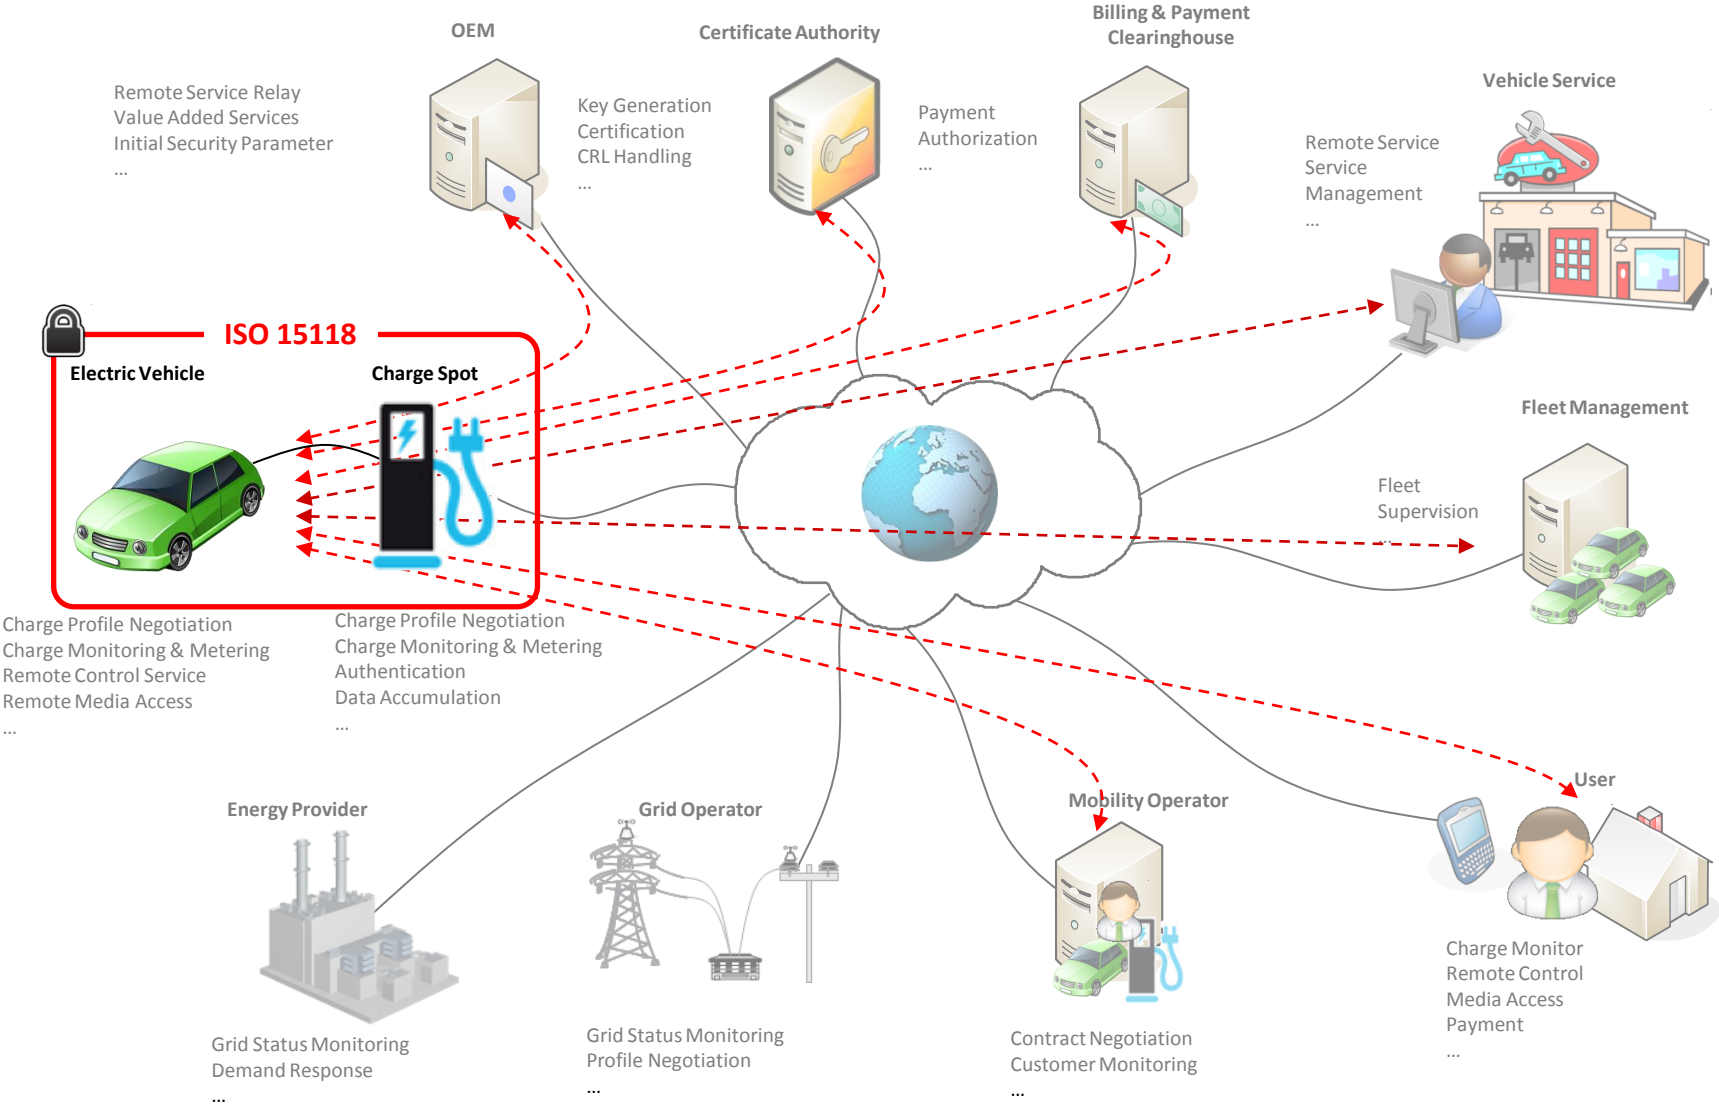 OEM
Remote Service Relay
Value Added Services
Initial Security Parameter
...
Certificate Authority
Key Generation
Certification
CRL Handling
...
Billing & Payment
Clearinghouse
Payment
Authorization
...
Vehicle Service
Remote Service
Service
Management
...
ISO 15118
Electric Vehicle
Charge Spot
Fleet Management
Fleet
Supervision
...
Charge Profile Negotiation
Charge Monitoring & Metering
Remote Control Service
Remote Media Access
...
Charge Profile Negotiation
Charge Monitoring & Metering
Authentication
Data Accumulation
...
Energy Provider
Grid Status Monitoring
Demand Response
...
Grid Operator
Grid Status Monitoring
Profile Negotiation
...
Mobility Operator
Contract Negotiation
Customer Monitoring
...
User
Charge Monitor
Remote Control
Media Access
Payment
...